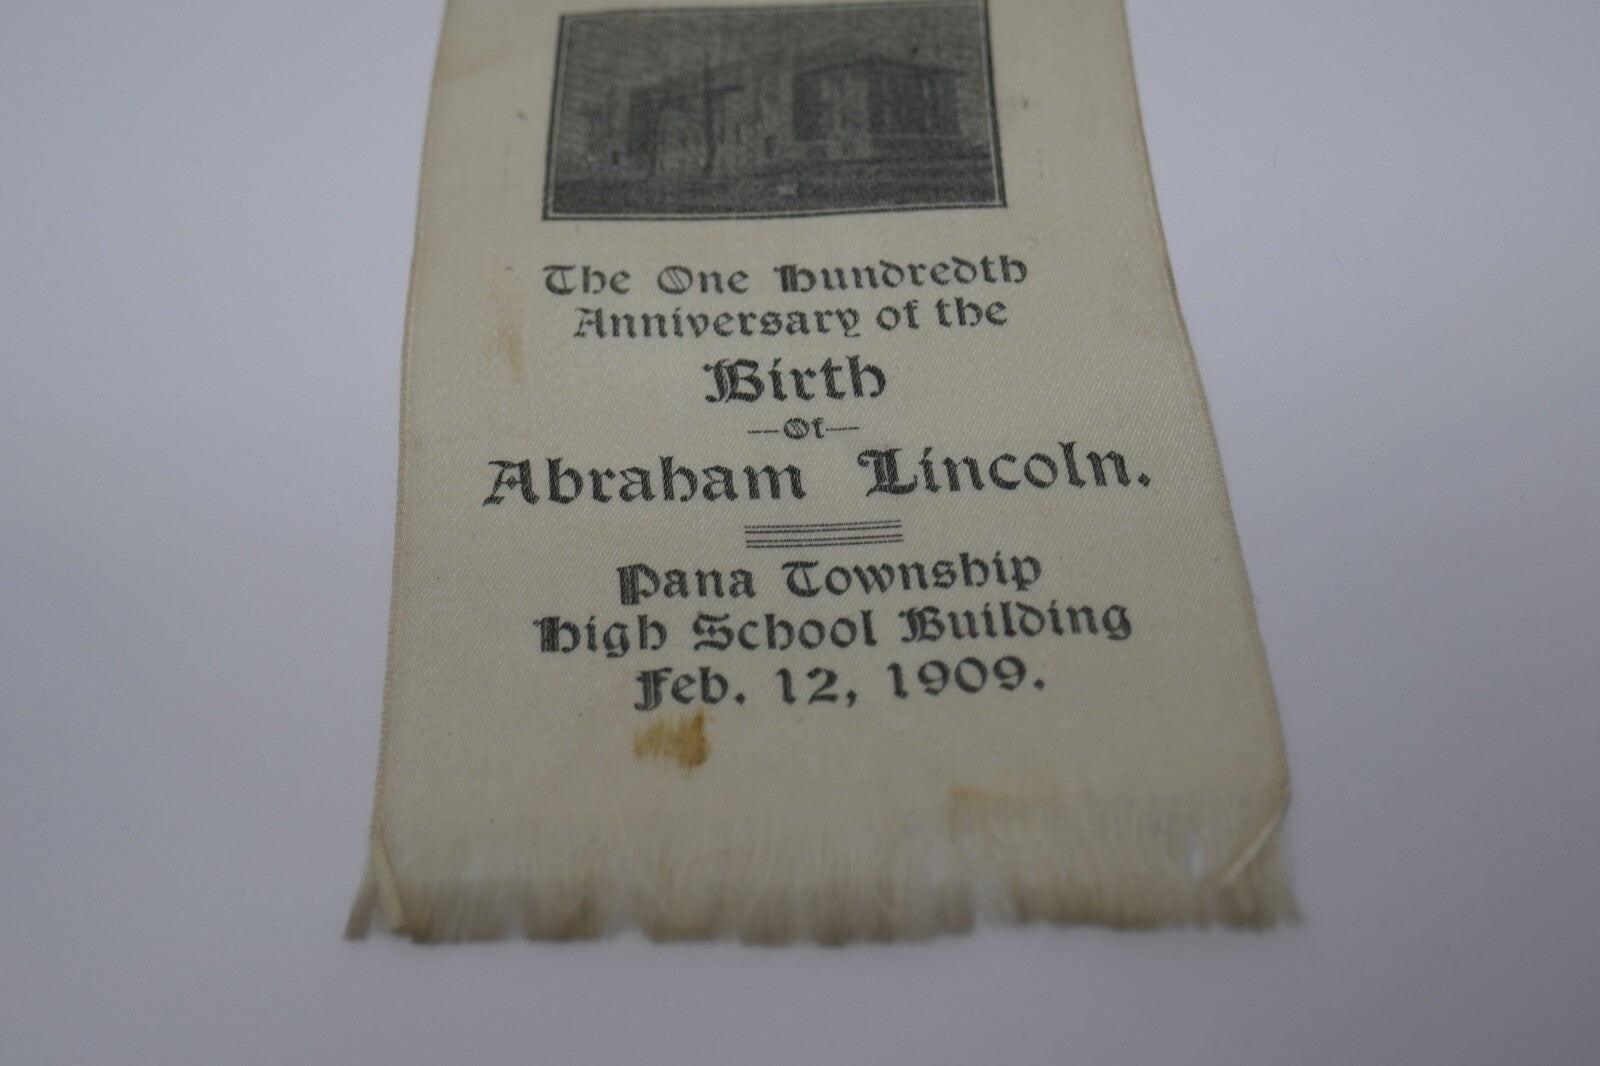 The One Hundredth
Anniversary of the
Birth
—Of—
Abraham Lincoln.
Pana Township
High School Building
Feb. 12, 1909.